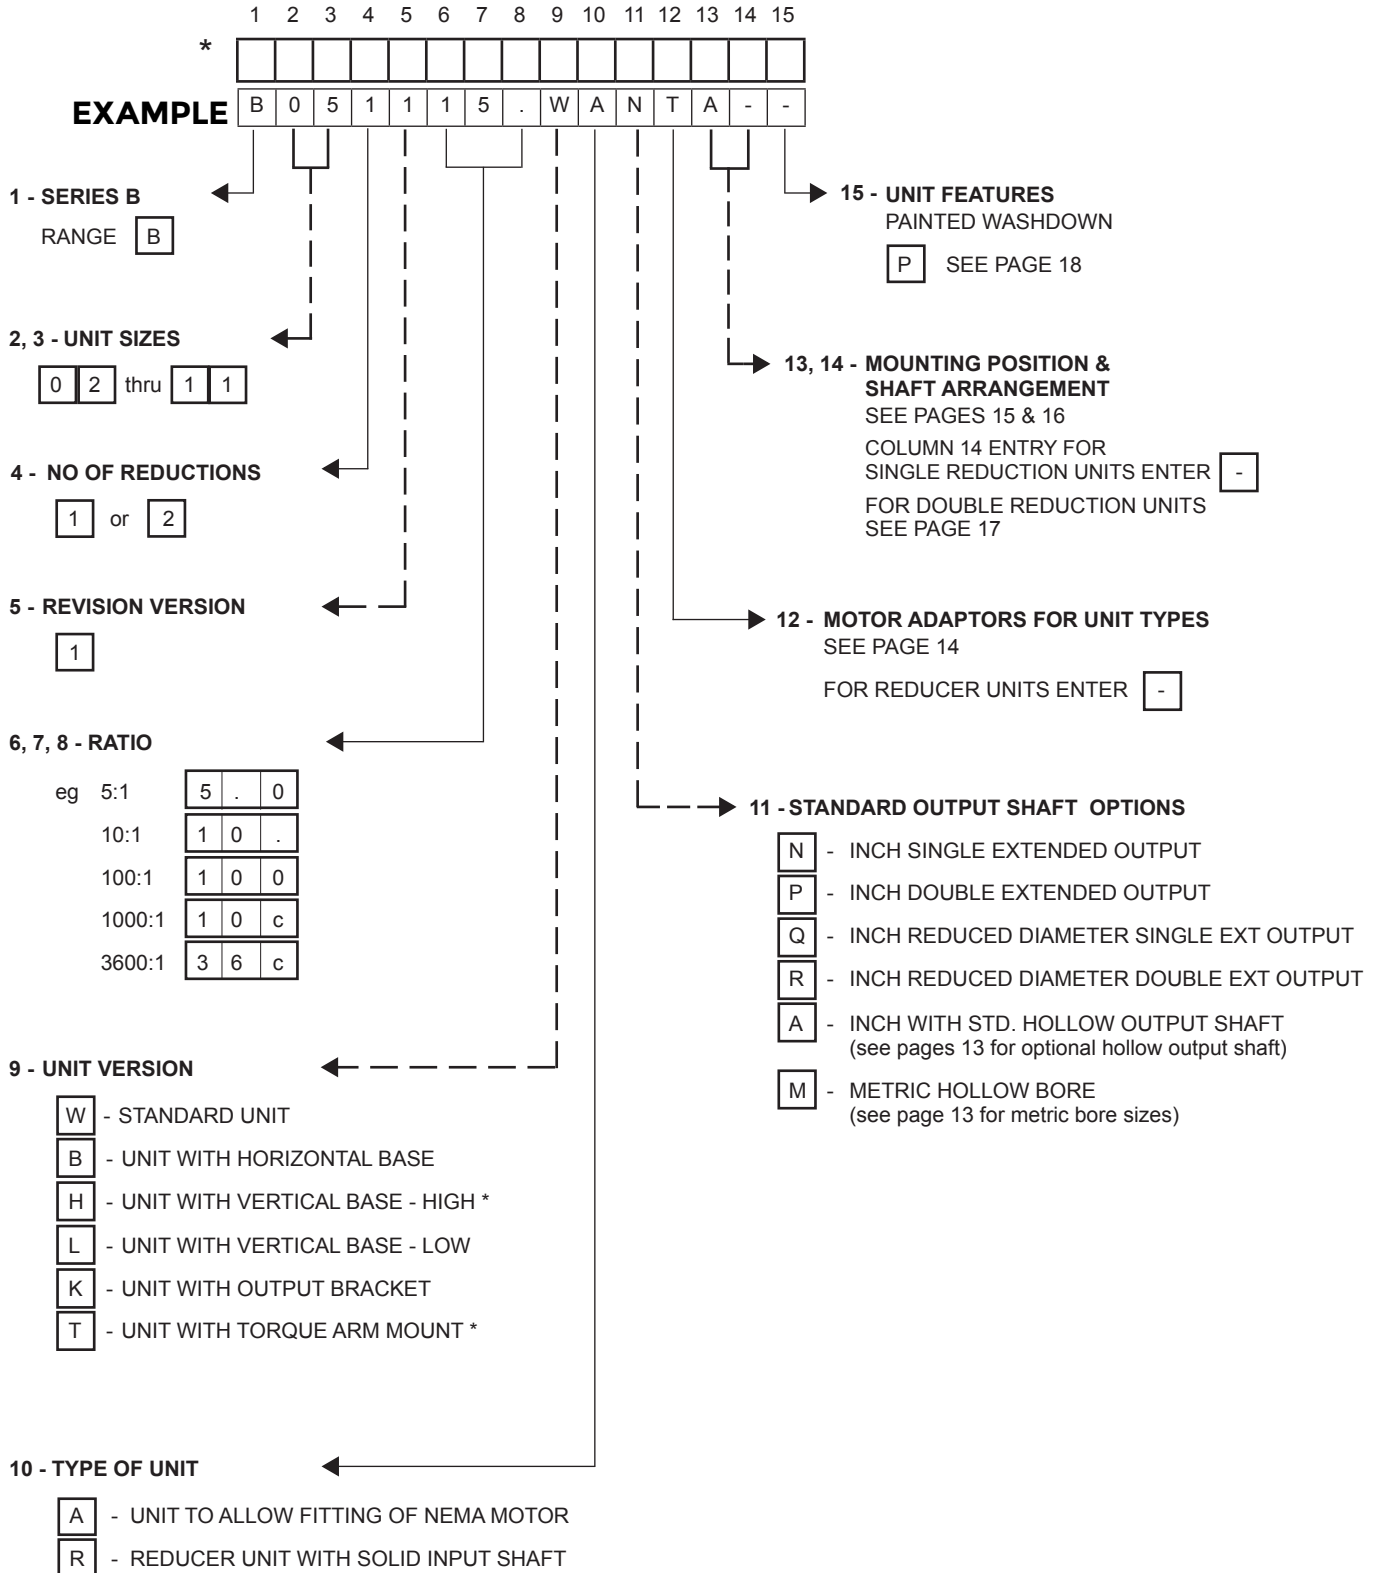 1 2 3 4 5 6 7 8 9 10 11 12 13 14 15
*
EXAMPLE B 0 5 1 1 1 5 . W A N T A - -
1 - SERIES B
RANGE B
2, 3 - UNIT SIZES
0 2 thru 1 1
4 - NO OF REDUCTIONS
1 or 2
5 - REVISION VERSION
1
6, 7, 8 - RATIO
eg 5:1 5 . 0
10:1 1 0 .
100:1 1 0 0
1000:1 1 0 c
3600:1 3 6 c
9 - UNIT VERSION
W - STANDARD UNIT
B - UNIT WITH HORIZONTAL BASE
H - UNIT WITH VERTICAL BASE - HIGH *
L - UNIT WITH VERTICAL BASE - LOW
K - UNIT WITH OUTPUT BRACKET
T - UNIT WITH TORQUE ARM MOUNT *
10 - TYPE OF UNIT
A - UNIT TO ALLOW FITTING OF NEMA MOTOR
R - REDUCER UNIT WITH SOLID INPUT SHAFT
15 - UNIT FEATURES
PAINTED WASHDOWN
P SEE PAGE 18
13, 14 - MOUNTING POSITION &
SHAFT ARRANGEMENT
SEE PAGES 15 & 16
COLUMN 14 ENTRY FOR
SINGLE REDUCTION UNITS ENTER -
FOR DOUBLE REDUCTION UNITS
SEE PAGE 17
12 - MOTOR ADAPTORS FOR UNIT TYPES
SEE PAGE 14
FOR REDUCER UNITS ENTER -
11 - STANDARD OUTPUT SHAFT OPTIONS
N - INCH SINGLE EXTENDED OUTPUT
P - INCH DOUBLE EXTENDED OUTPUT
Q - INCH REDUCED DIAMETER SINGLE EXT OUTPUT
R - INCH REDUCED DIAMETER DOUBLE EXT OUTPUT
A - INCH WITH STD. HOLLOW OUTPUT SHAFT
(see pages 13 for optional hollow output shaft)
M - METRIC HOLLOW BORE
(see page 13 for metric bore sizes)